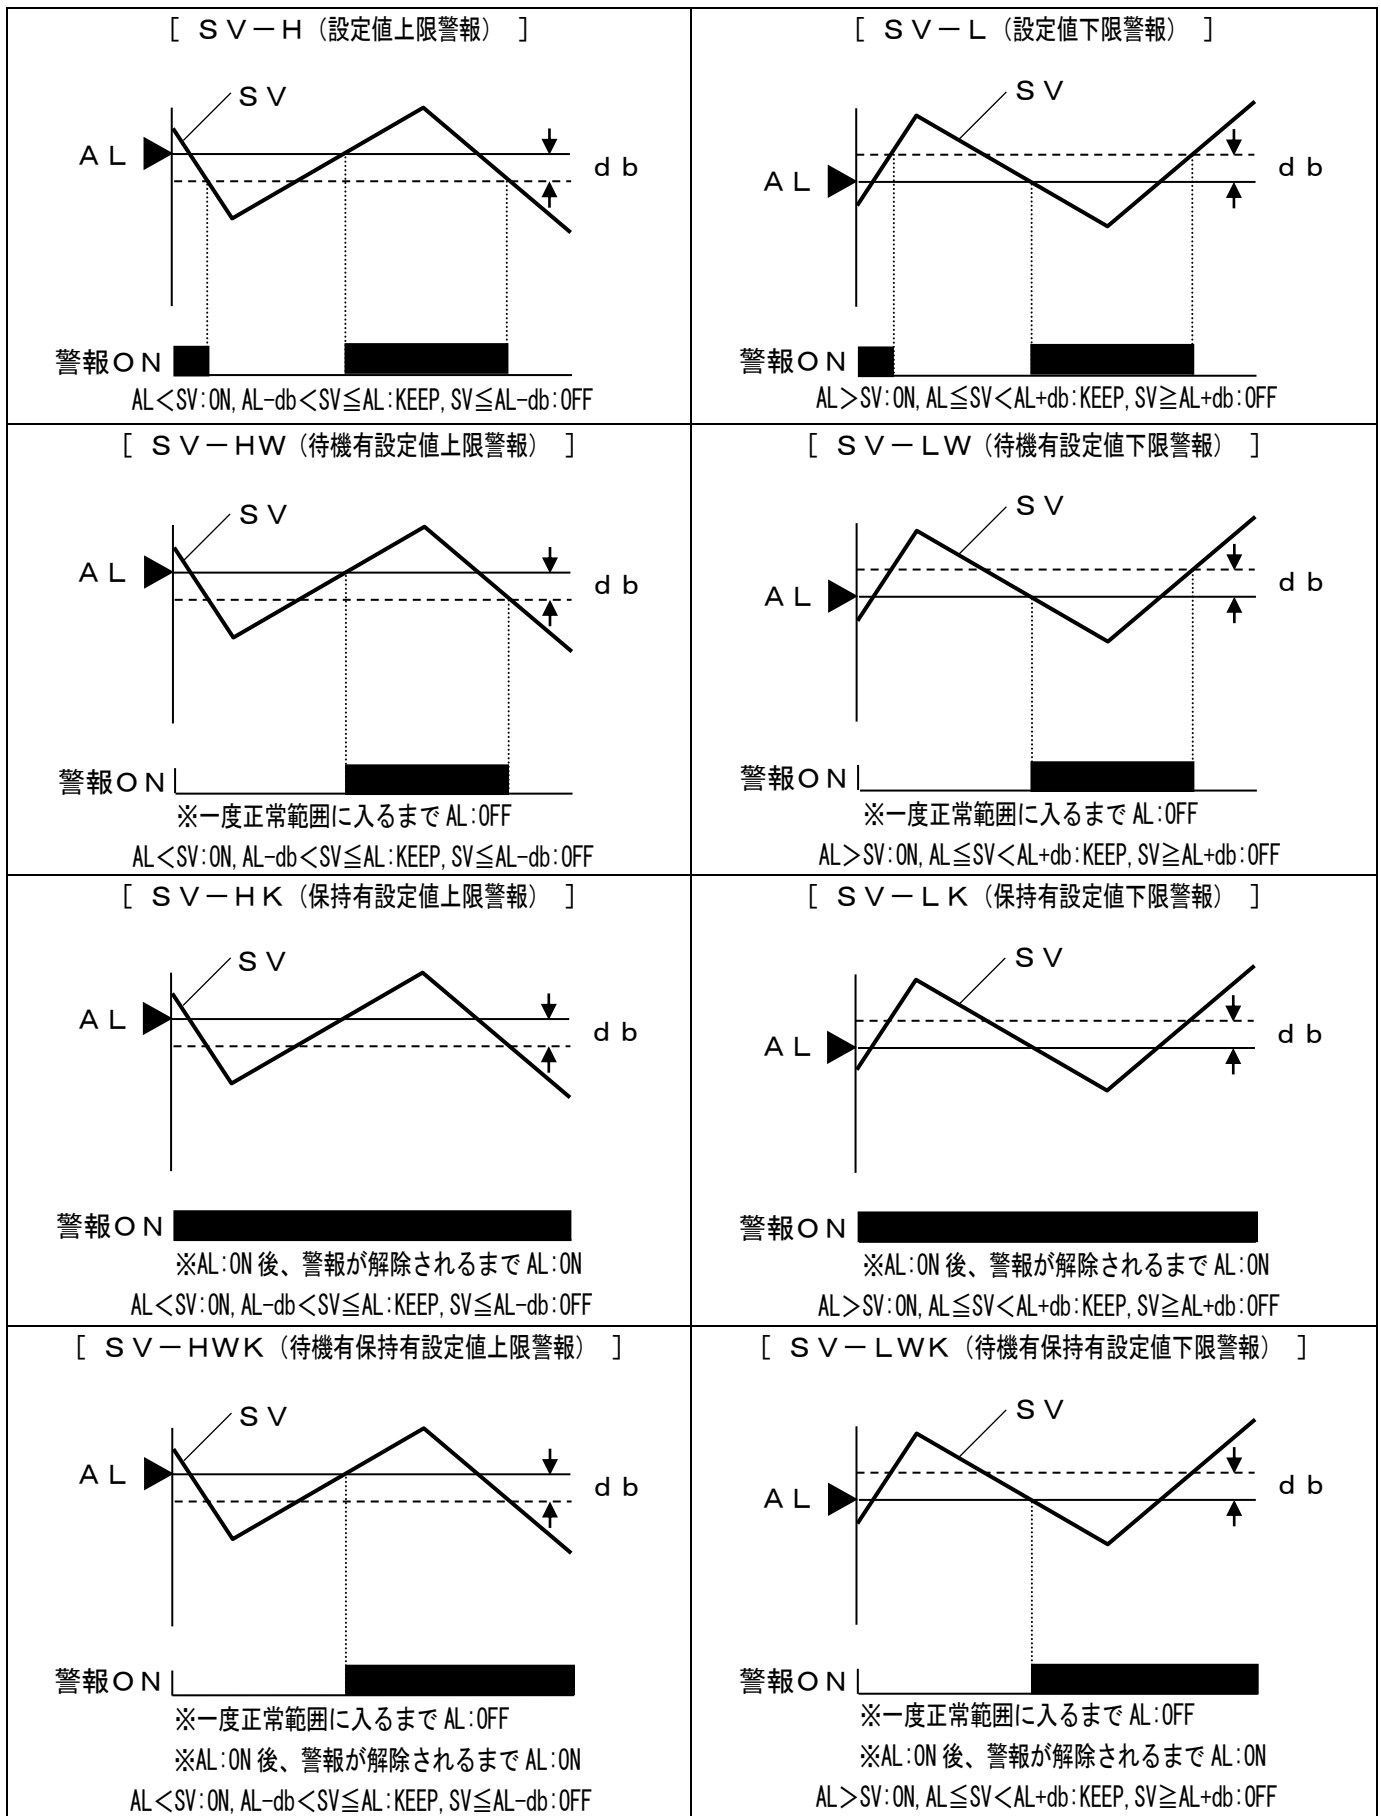 [ ＳＶ－Ｈ（設定値上限警報） ]
ＳＶ
ＡＬ
ｄｂ
警報ＯＮ
AL＜SV:ON, AL-db＜SV≦AL:KEEP, SV≦AL-db:OFF
[ ＳＶ－Ｌ（設定値下限警報） ]
ＳＶ
ＡＬ
ｄｂ
警報ＯＮ
AL＞SV:ON, AL≦SV＜AL+db:KEEP, SV≧AL+db:OFF
[ ＳＶ－ＨＷ（待機有設定値上限警報） ]
ＳＶ
ＡＬ
ｄｂ
警報ＯＮ
※一度正常範囲に入るまで AL:OFF
AL＜SV:ON, AL-db＜SV≦AL:KEEP, SV≦AL-db:OFF
[ ＳＶ－ＬＷ（待機有設定値下限警報） ]
ＳＶ
ＡＬ
ｄｂ
警報ＯＮ
※一度正常範囲に入るまで AL:OFF
AL＞SV:ON, AL≦SV＜AL+db:KEEP, SV≧AL+db:OFF
[ ＳＶ－ＨＫ（保持有設定値上限警報） ]
ＳＶ
ＡＬ
ｄｂ
警報ＯＮ
※AL:ON 後、警報が解除されるまで AL:ON
AL＜SV:ON, AL-db＜SV≦AL:KEEP, SV≦AL-db:OFF
[ ＳＶ－ＬＫ（保持有設定値下限警報） ]
ＳＶ
ＡＬ
ｄｂ
警報ＯＮ
※AL:ON 後、警報が解除されるまで AL:ON
AL＞SV:ON, AL≦SV＜AL+db:KEEP, SV≧AL+db:OFF
[ ＳＶ－ＨＷＫ（待機有保持有設定値上限警報） ]
ＳＶ
ＡＬ
ｄｂ
警報ＯＮ
※一度正常範囲に入るまで AL:OFF
※AL:ON 後、警報が解除されるまで AL:ON
AL＜SV:ON, AL-db＜SV≦AL:KEEP, SV≦AL-db:OFF
[ ＳＶ－ＬＷＫ（待機有保持有設定値下限警報） ]
ＳＶ
ＡＬ
ｄｂ
警報ＯＮ
※一度正常範囲に入るまで AL:OFF
※AL:ON 後、警報が解除されるまで AL:ON
AL＞SV:ON, AL≦SV＜AL+db:KEEP, SV≧AL+db:OFF